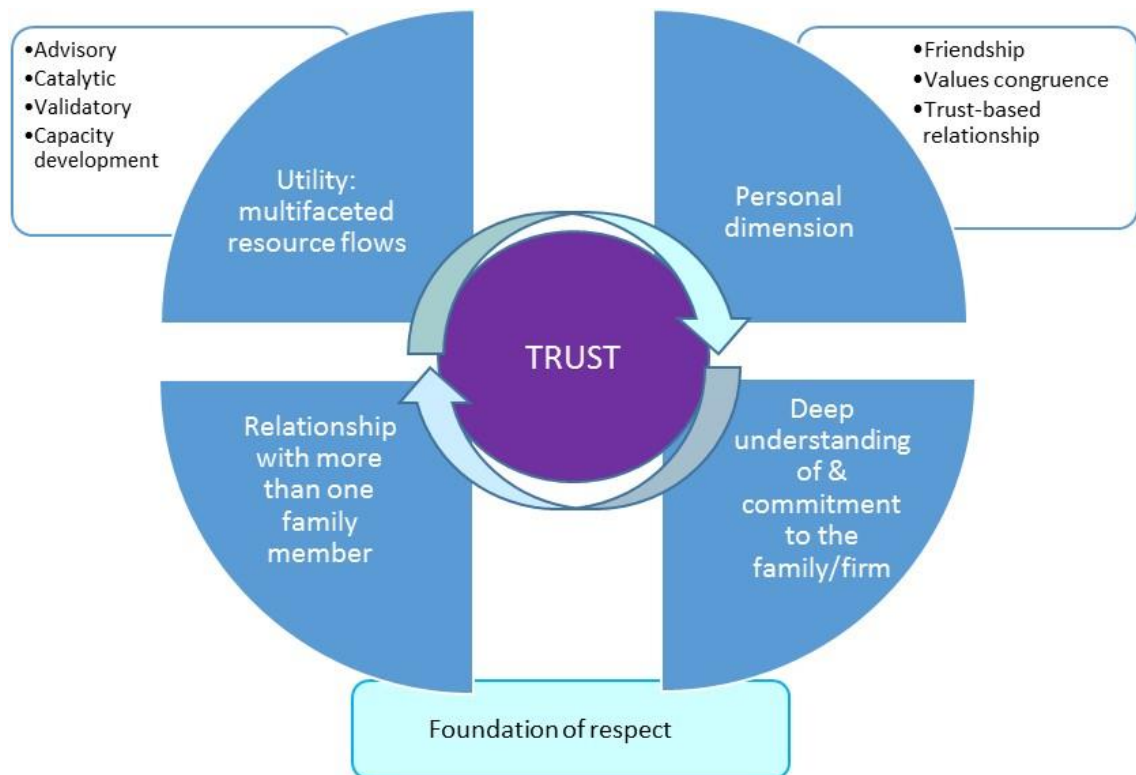 •Advisory
•Catalytic
•Validatory
•Capacity
development
•Friendship
•Values congruence
•Trust-based
relationship
Utility:
multifaceted
resource flows
Personal
dimension
TRUST
Relationship
with more
than one
family
member
Deep
understanding
of &
commitment
to the
family/firm
Foundation of respect